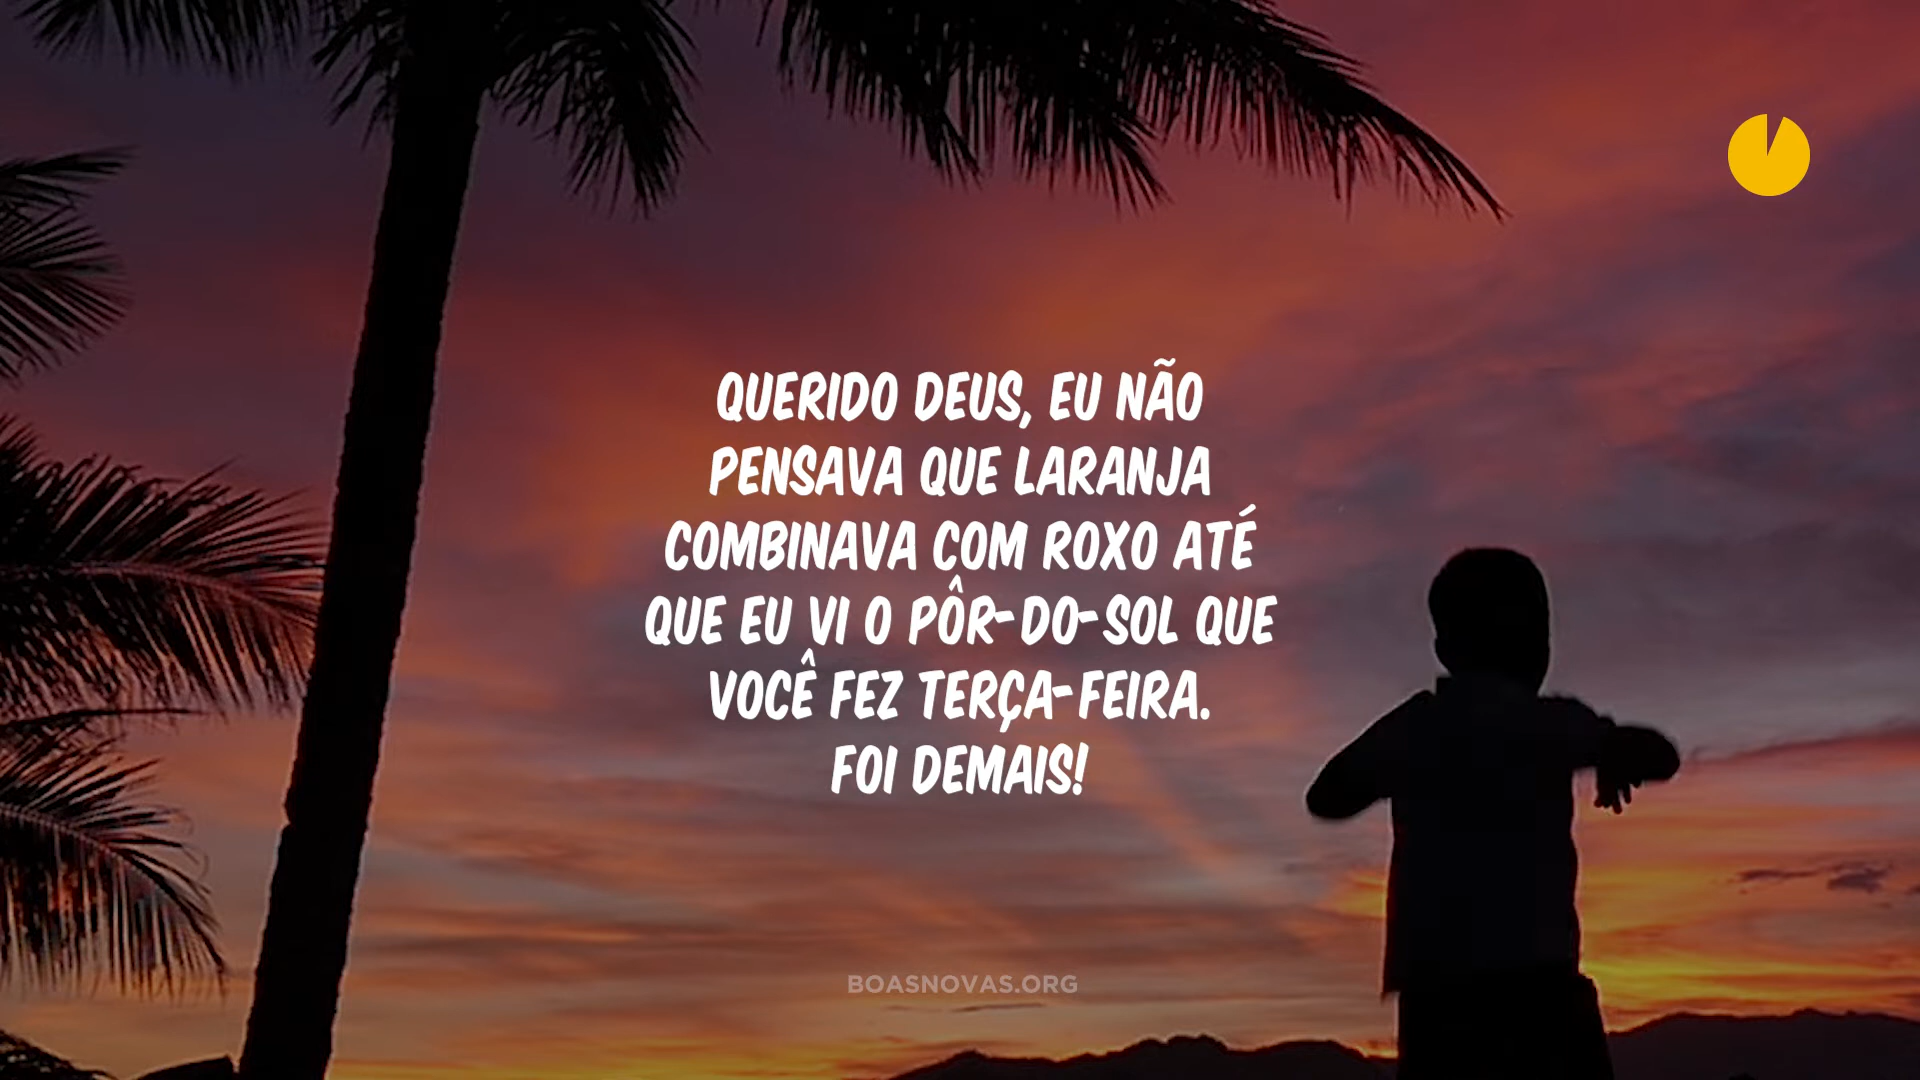 QUERIDO DEUS, EU NÃO
PENSAVA QUE LARANJA
COMBINAVA COM ROXO ATÉ
QUE EU VI O PÔR-DO-SOL QUE
VOCÊ FEZ TERÇA-FEIRA.
FOI DEMAIS!
BOASNOVAS.ORG